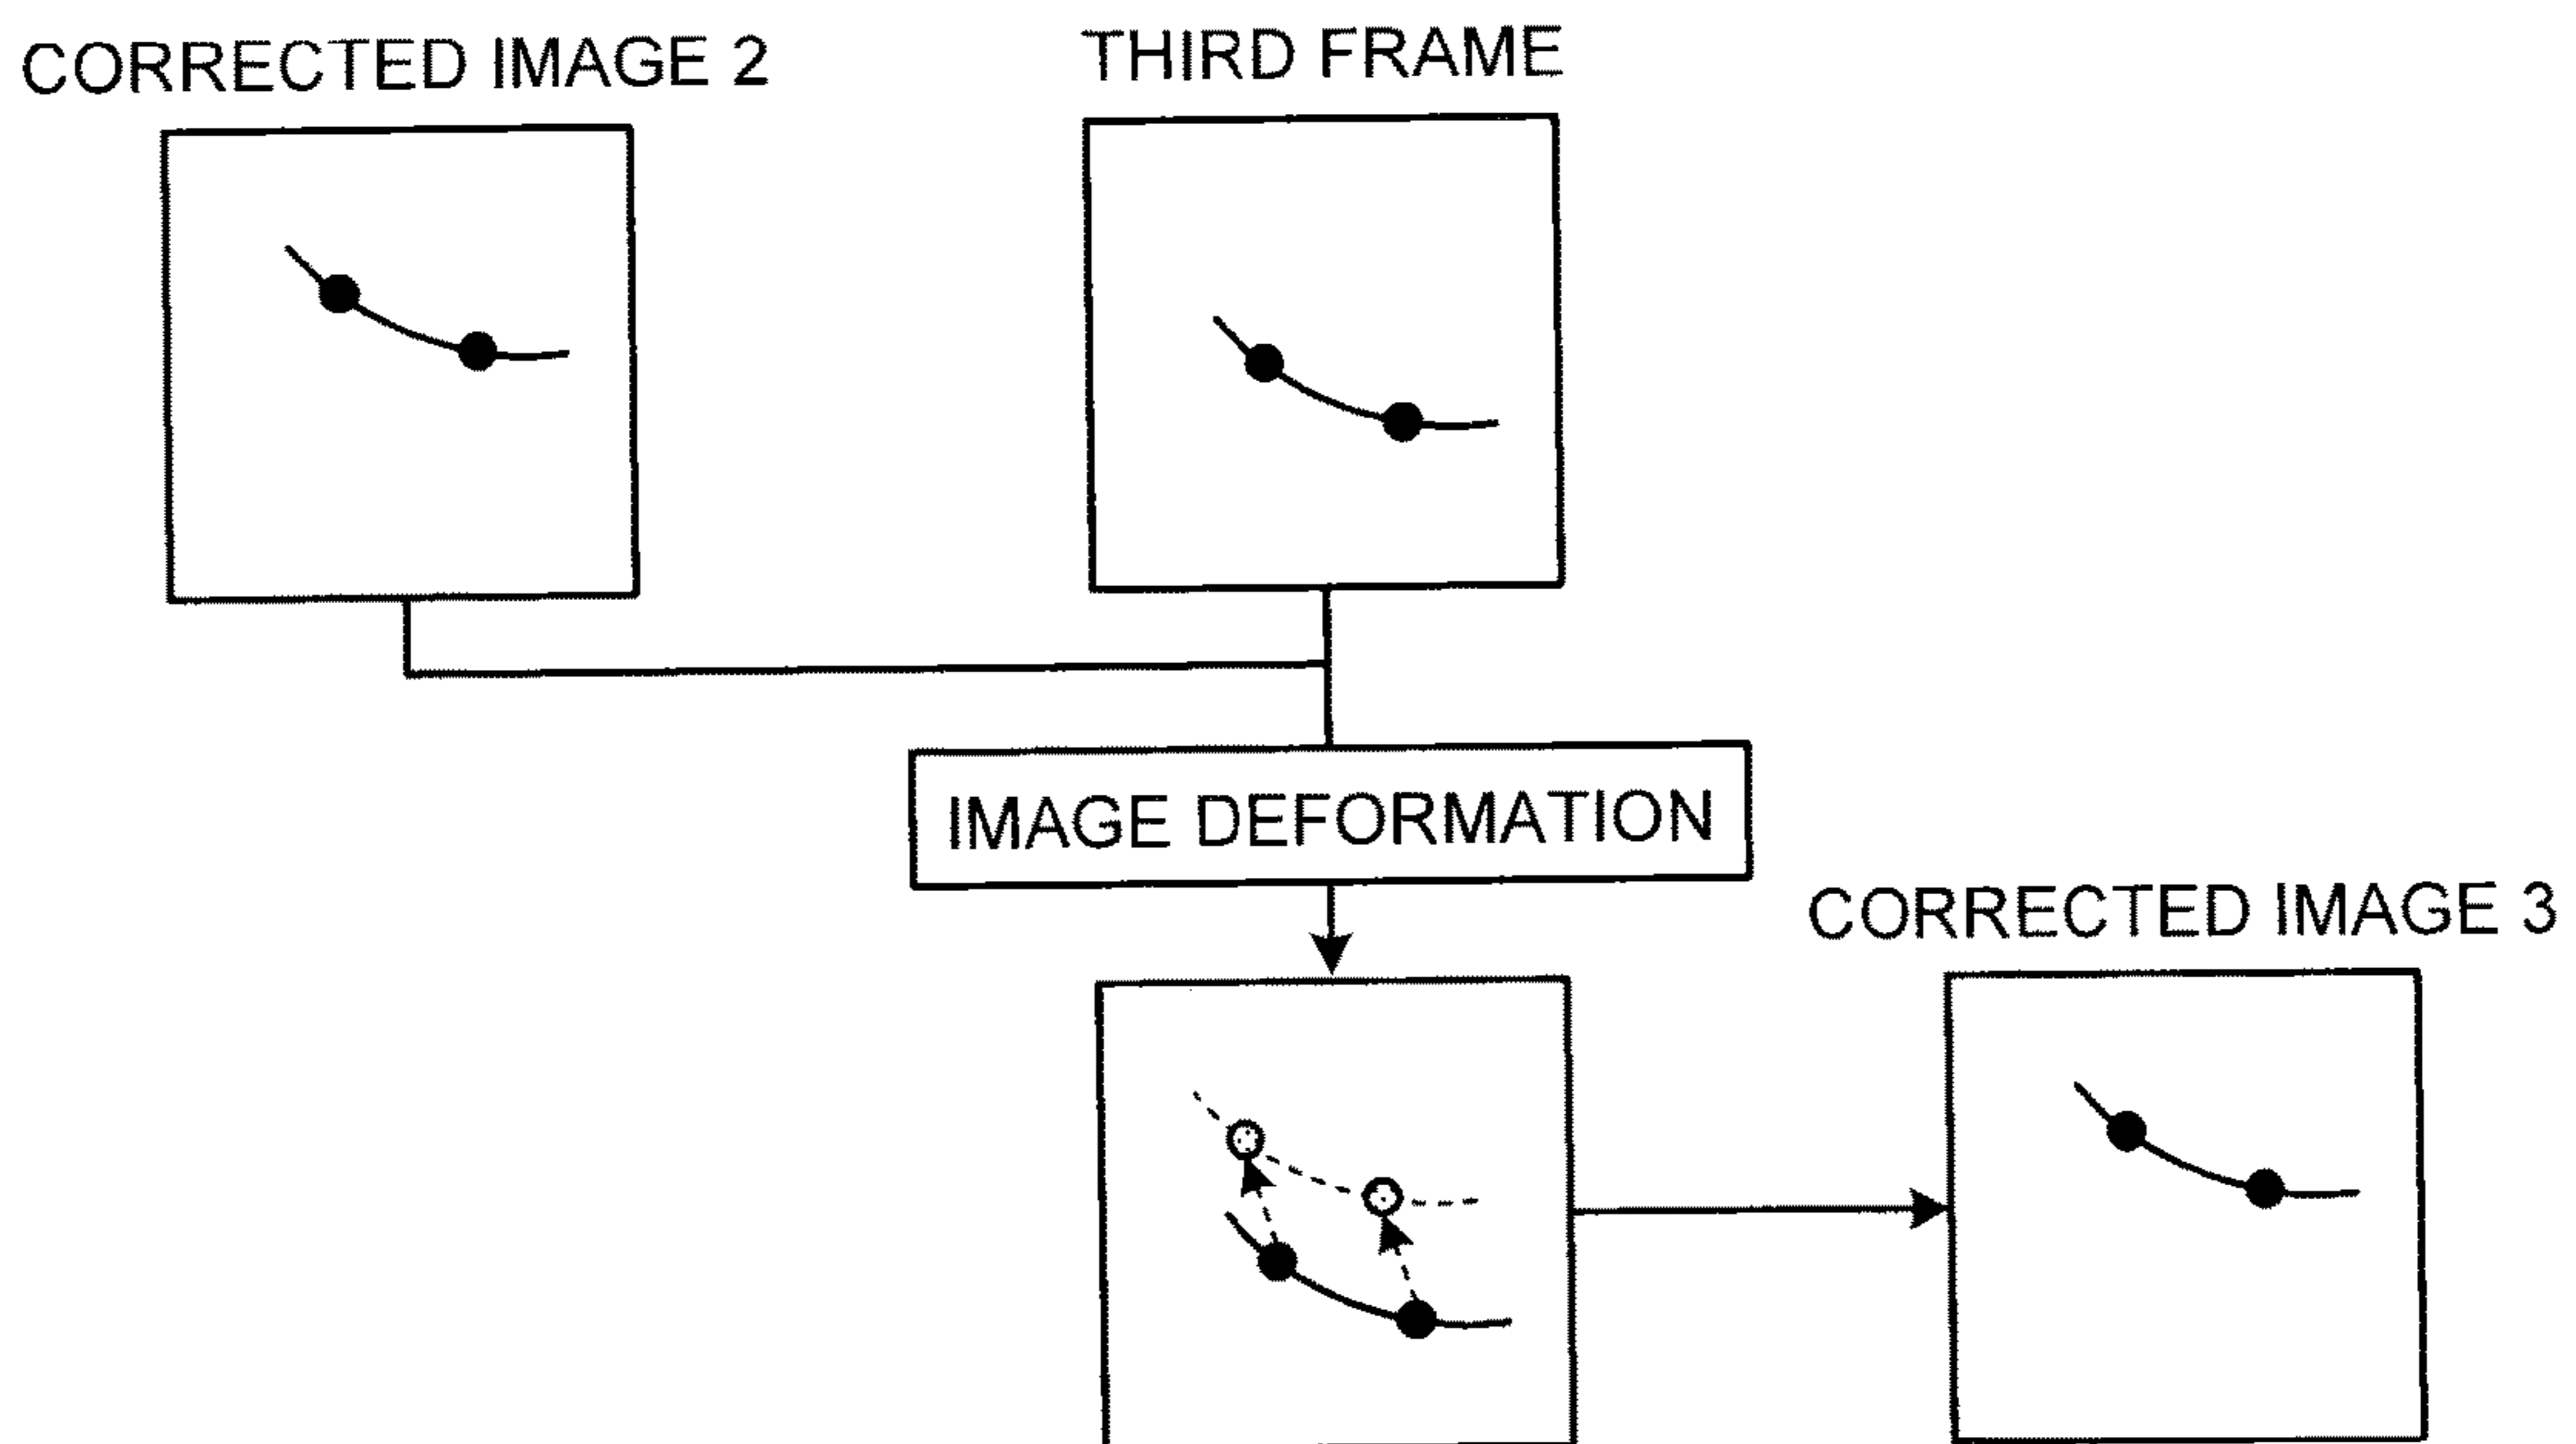 CORRECTED IMAGE 2
THIRD FRAME
IMAGE DEFORMATION
CORRECTED IMAGE 3